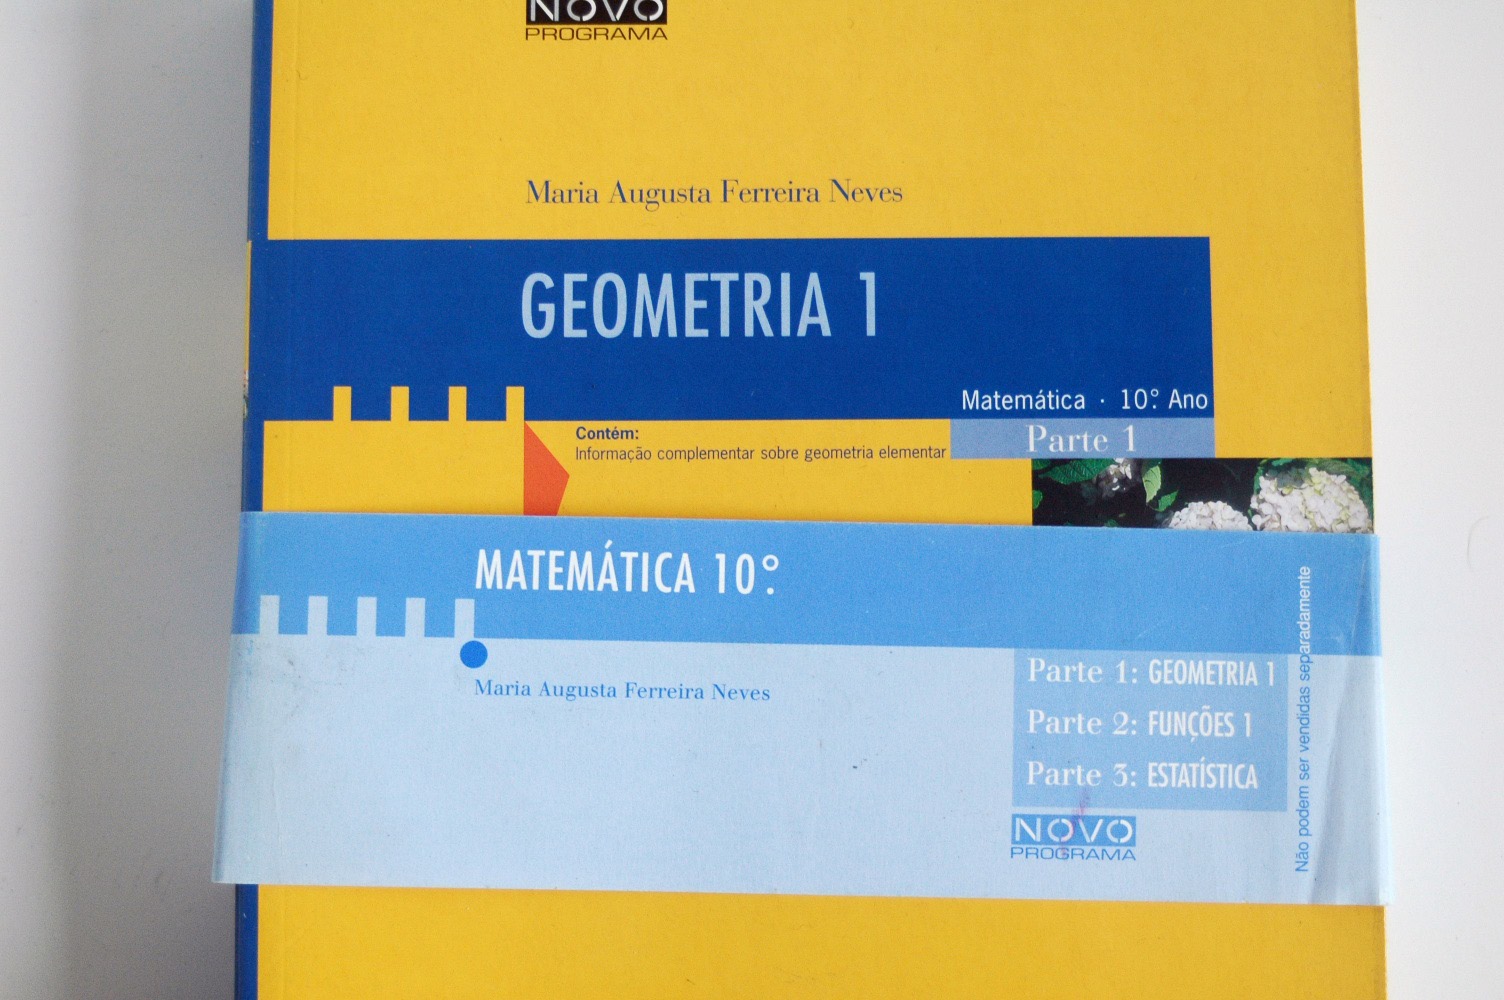 NOVO
PROGRAMA
Maria Augusta Ferreira Neves
GEOMETRIA 1
Matemática · 10.º Ano
Parte 1
Contém:
Informação complementar sobre geometria elementar
MATEMÁTICA 10.º
Maria Augusta Ferreira Neves
Parte 1: GEOMETRIA 1
Parte 2: FUNÇÕES 1
Parte 3: ESTATÍSTICA
NOVO
PROGRAMA
Não podem ser vendidas separadamente